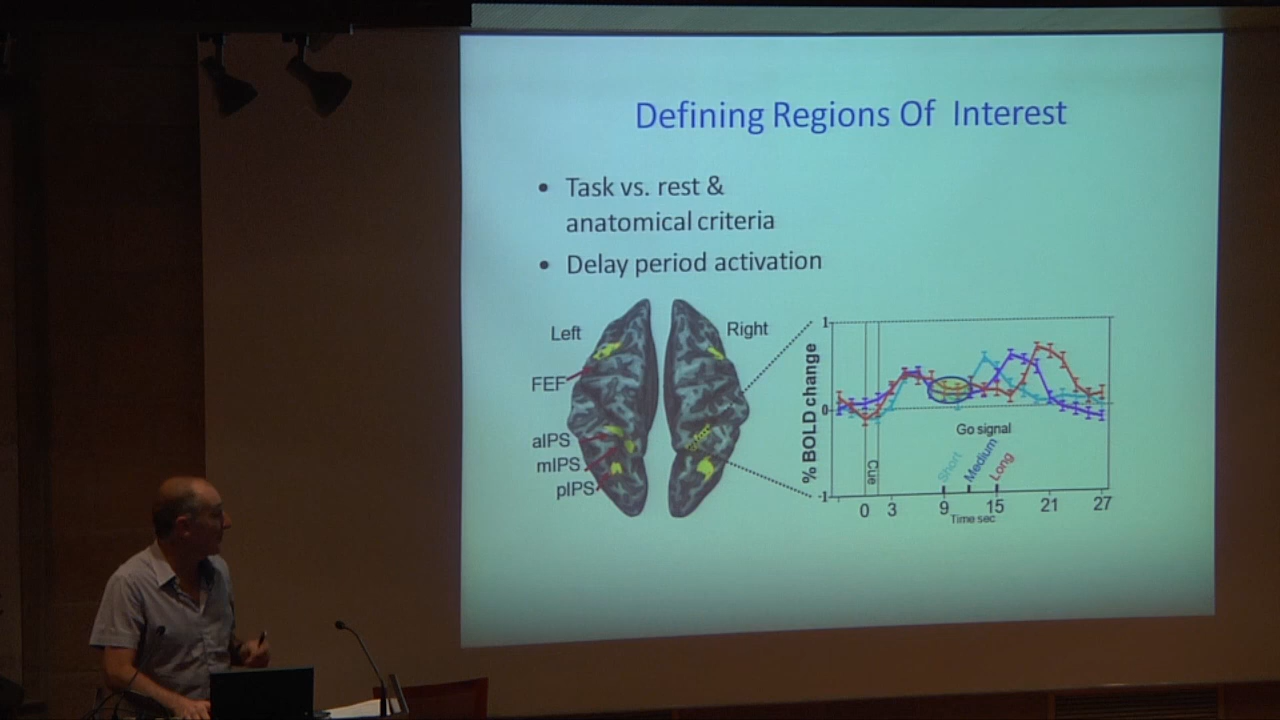 Defining Regions Of Interest
• Task vs. rest &
anatomical criteria
• Delay period activation
Left
Right
FEF
aIPS
mIPS
pIPS
% BOLD change
1
0
-1
Cue
Go signal
Short
Medium
Long
0 3 9 15 21 27
Time sec